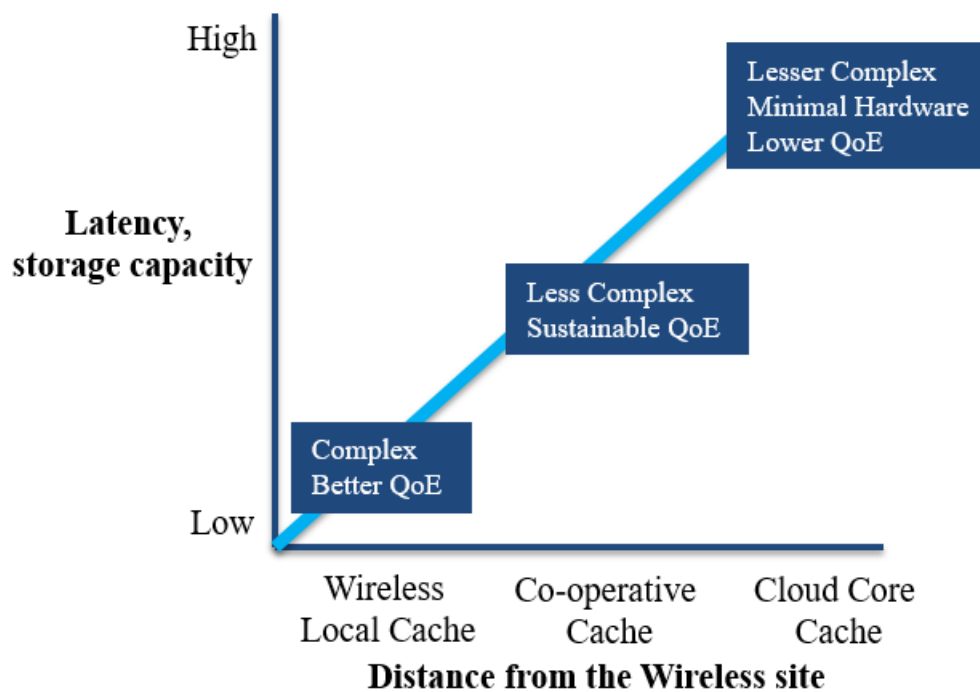 High
Lesser Complex
Minimal Hardware
Lower QoE
Latency,
storage capacity
Less Complex
Sustainable QoE
Complex
Better QoE
Low
Wireless
Local Cache
Co-operative
Cache
Cloud Core
Cache
Distance from the Wireless site